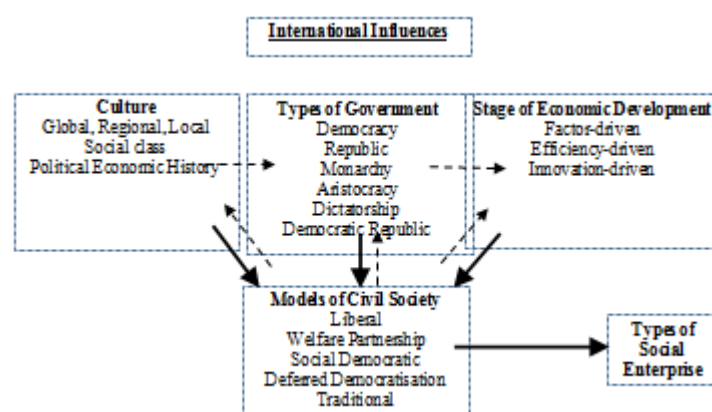 International Influences
Culture
Global, Regional, Local
Social class
Political Economic History
Types of Government
Democracy
Republic
Monarchy
Aristocracy
Dictatorship
Democratic Republic
Stage of Economic Development
Factor-driven
Efficiency-driven
Innovation-driven
Models of Civil Society
Liberal
Welfare Partnership
Social Democratic
Deferred Democratisation
Traditional
Types of
Social
Enterprise